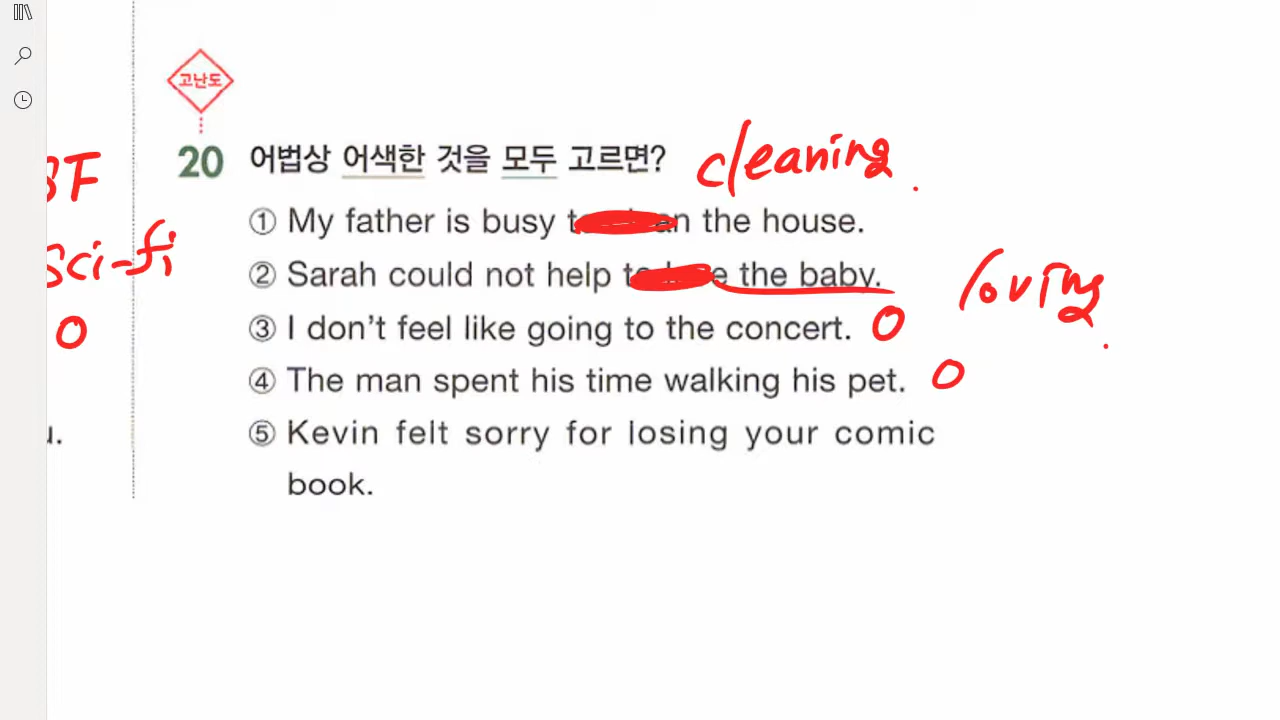 고난도
20 어법상 어색한 것을 모두 고르면? cleaning.
① My father is busy the house.
② Sarah could not help the baby. loving.
③ I don't feel like going to the concert. O
④ The man spent his time walking his pet. O
⑤ Kevin felt sorry for losing your comic
book.
SF
Sci-fi
O
u.